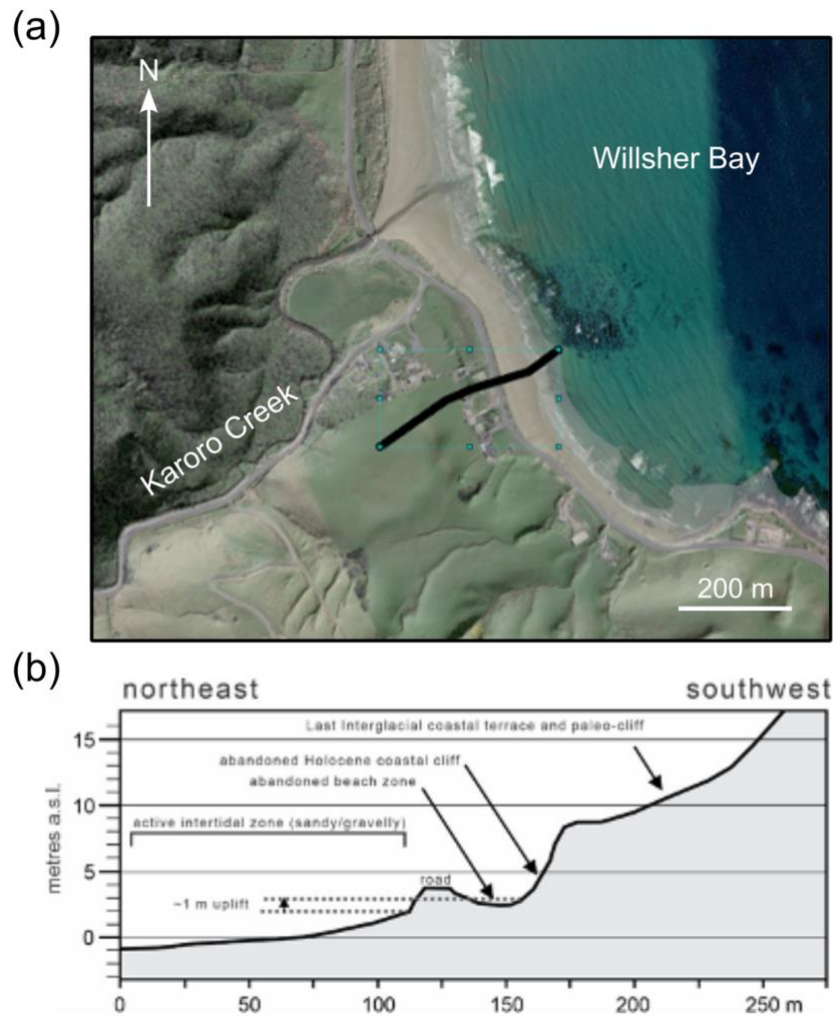 (a)
N
Willsher Bay
Karoro Creek
200 m
(b)
northeast southwest
Last Interglacial coastal terrace and paleo-cliff
abandoned Holocene coastal cliff
abandoned beach zone
active intertidal zone (sandy/gravelly)
road
~1 m uplift
metres a.s.l.
15
10
5
0
0 50 100 150 200 250 m